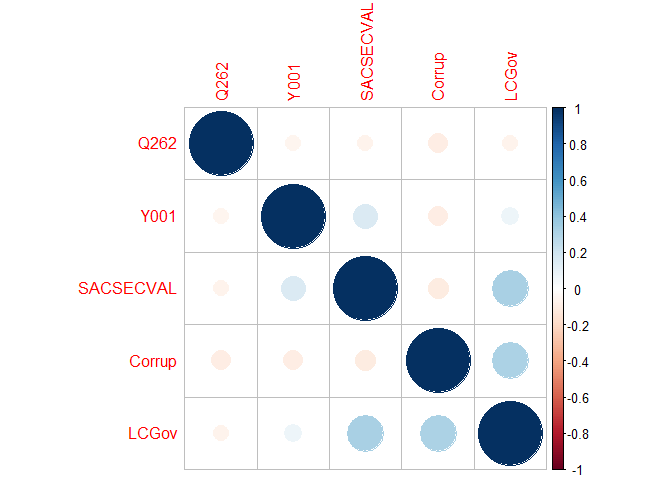 Q262
Y001
SACSECVAL
Corrup
LCGov
Q262
Y001
SACSECVAL
Corrup
LCGov
1
0.8
0.6
0.4
0.2
0
-0.2
-0.4
-0.6
-0.8
-1